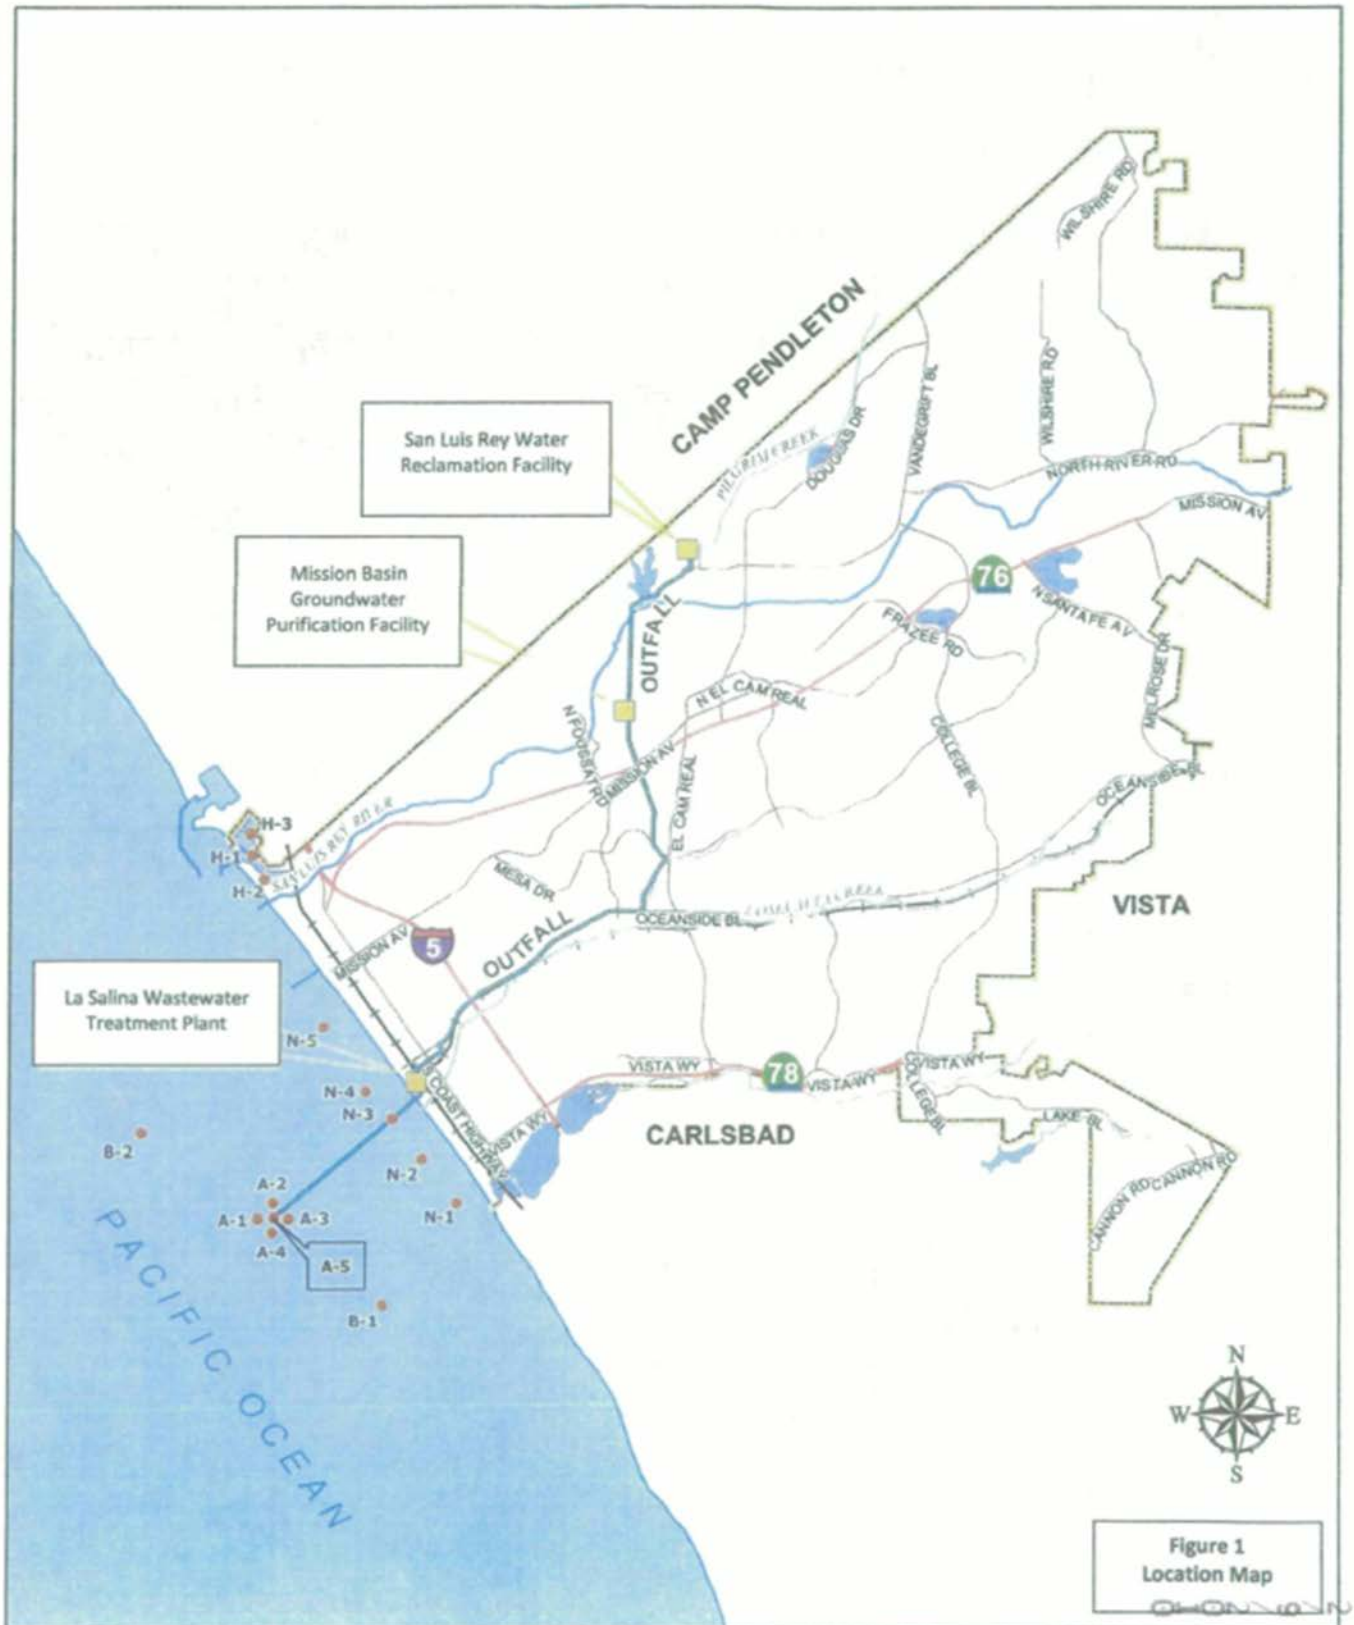 WILSHIRE RD
CAMP PENDLETON
San Luis Rey Water
Reclamation Facility
PILGRIM CREEK
DOUGLAS DR
VANDEGRIFT BL
WILSHIRE RD
NORTH RIVER RD
MISSION AV
Mission Basin
Groundwater
Purification Facility
76
OUTFALL
FRAZEE RD
N SANTA FE AV
MELROSE DR
N EL CAM REAL
N FOUSSAT RD
MISSION AV
EL CAM REAL
COLLEGE BL
OCEANSIDE BL
H-3
H-1
H-2
SAN LUIS REY RIVER
MESA DR
VISTA
OCEANSIDE BL
MISSION AV
5
OUTFALL
La Salina Wastewater
Treatment Plant
N-5
N-4
N-3
S COAST HIGHWAY
VISTA WY
VISTA WY
78
VISTA WY
VISTA WY
COLLEGE BL
LAKE BL
CARLSBAD
B-2
N-2
A-2
A-1
A-3
N-1
A-4
A-5
CANNON RD
CANNON RD
B-1
PACIFIC OCEAN
N
W
E
S
Figure 1
Location Map